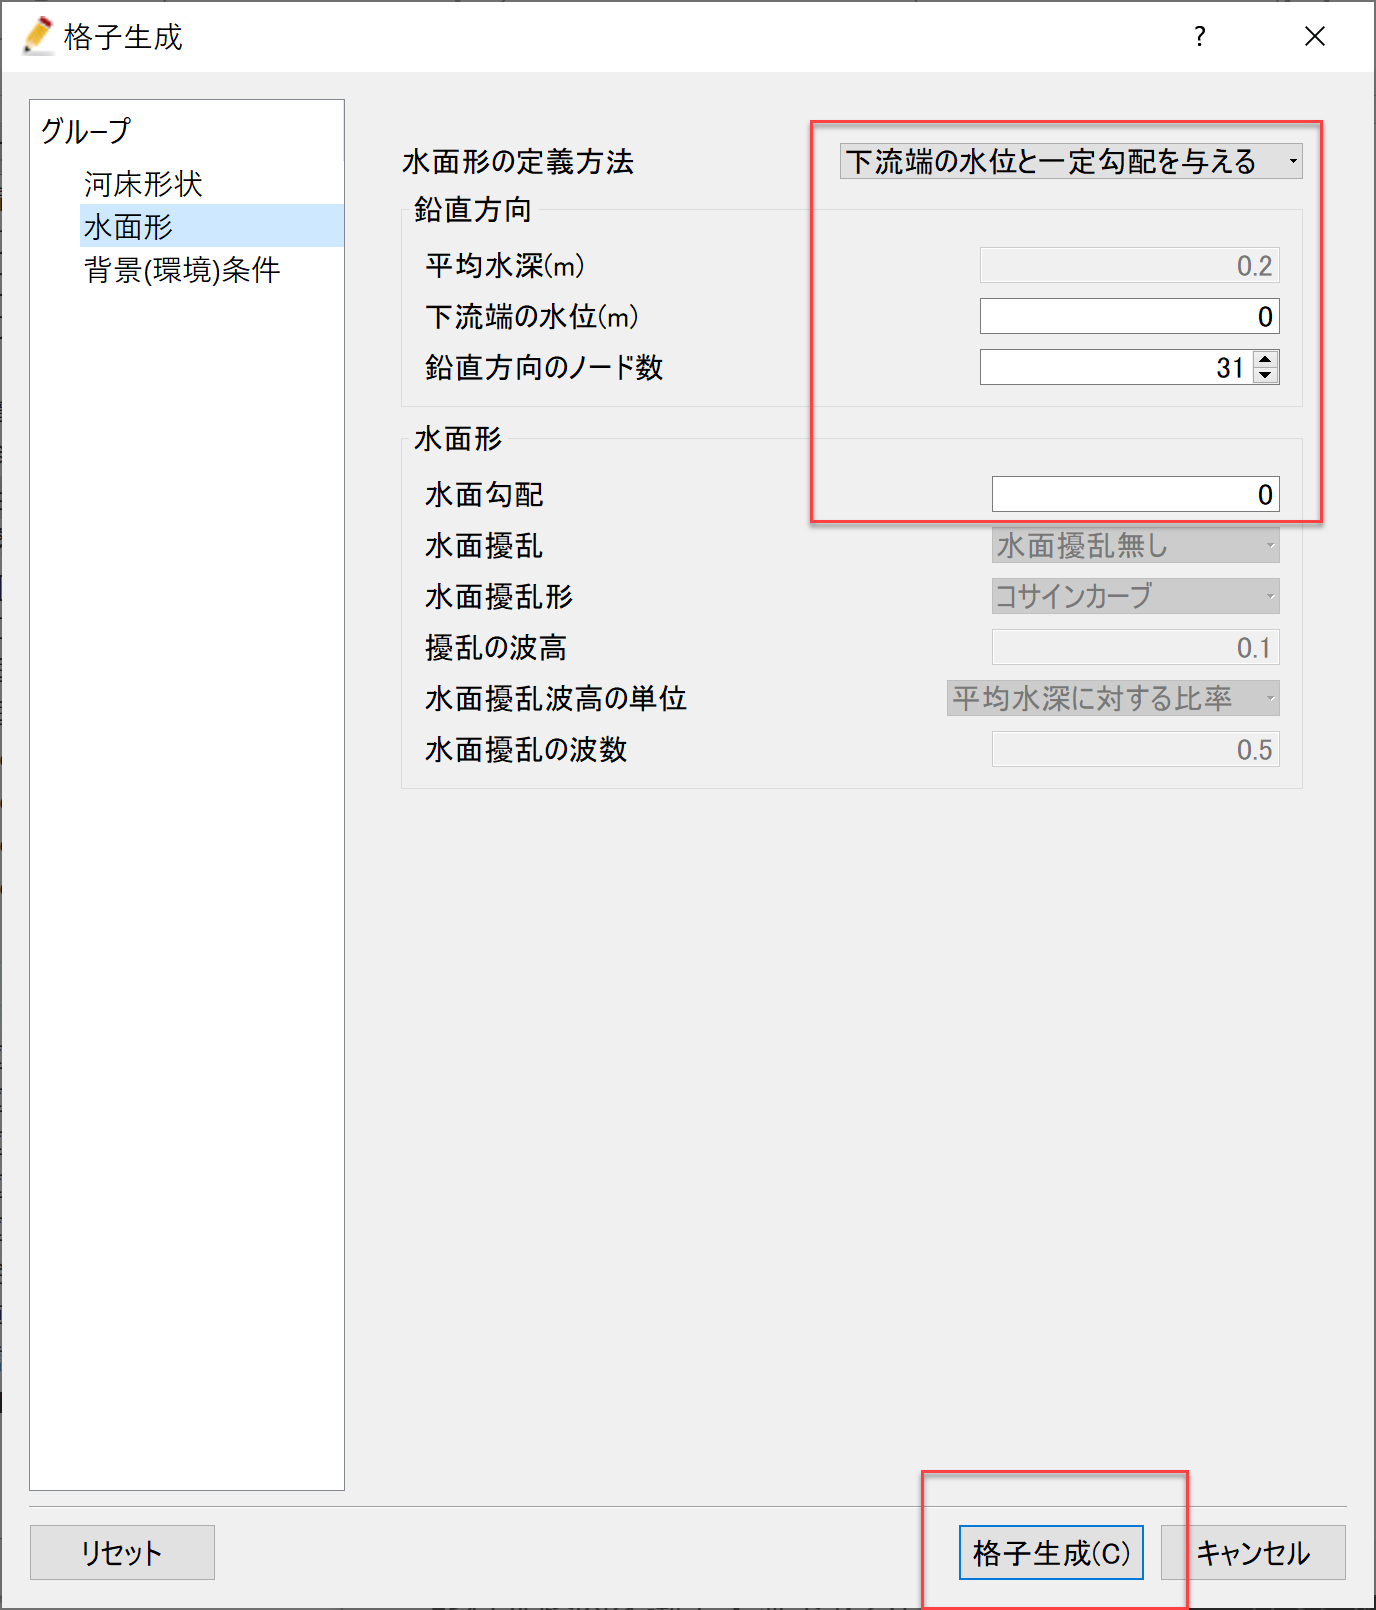 格子生成
?
グループ
河床形状
水面形
背景(環境)条件
水面形の定義方法 下流端の水位と一定勾配を与える
鉛直方向
平均水深(m) 0.2
下流端の水位(m) 0
鉛直方向のノード数 31
水面形
水面勾配 0
水面擾乱 水面擾乱無し
水面擾乱形 コサインカーブ
擾乱の波高 0.1
水面擾乱波高の単位 平均水深に対する比率
水面擾乱の波数 0.5
リセット 格子生成(C) キャンセル